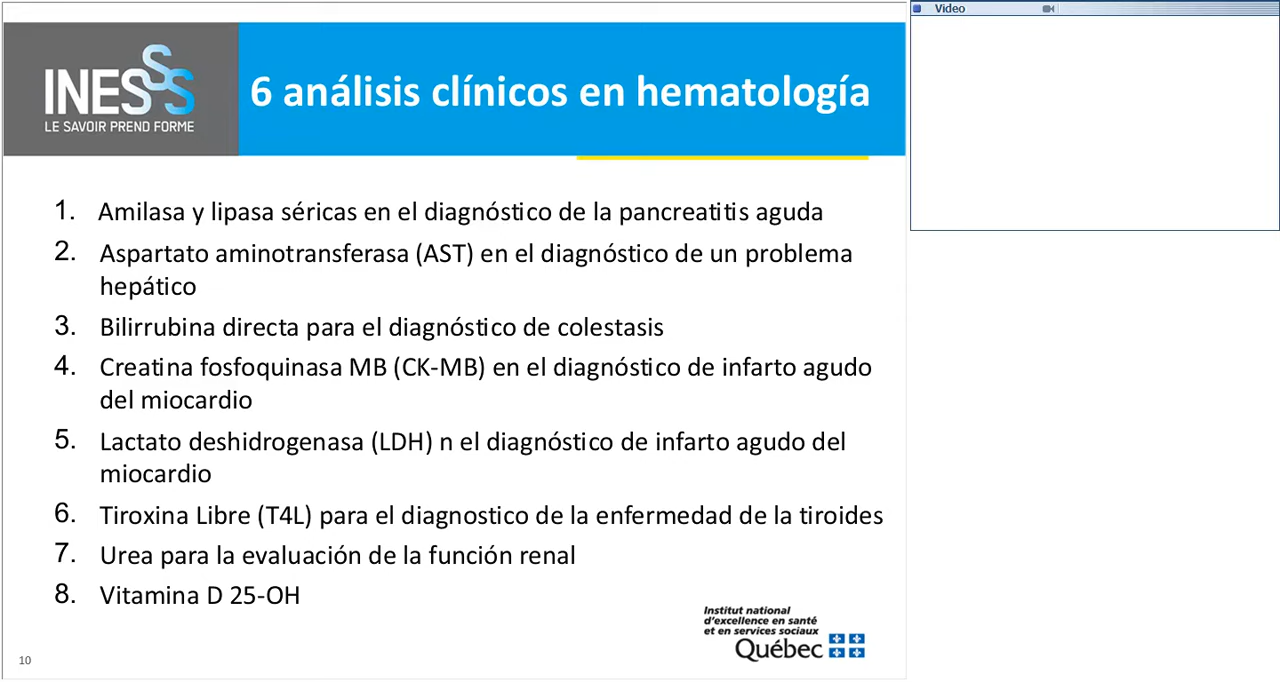 Video
INESSS
LE SAVOIR PREND FORME
6 análisis clínicos en hematología
1. Amilasa y lipasa séricas en el diagnóstico de la pancreatitis aguda
2. Aspartato aminotransferasa (AST) en el diagnóstico de un problema
hepático
3. Bilirrubina directa para el diagnóstico de colestasis
4. Creatina fosfoquinasa MB (CK-MB) en el diagnóstico de infarto agudo
del miocardio
5. Lactato deshidrogenasa (LDH) n el diagnóstico de infarto agudo del
miocardio
6. Tiroxina Libre (T4L) para el diagnostico de la enfermedad de la tiroides
7. Urea para la evaluación de la función renal
8. Vitamina D 25-OH
Institut national
d'excellence en santé
et en services sociaux
Québec
10